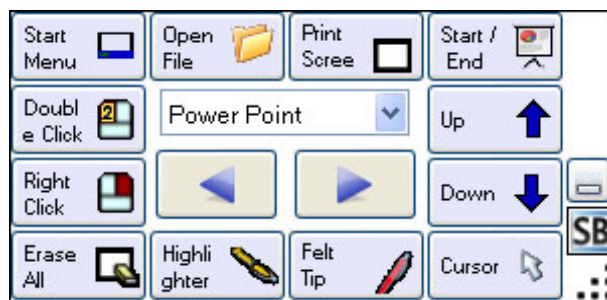 Start
Menu
Open
File
Print
Scree
Start /
End
Doubl
e Click
2
Power Point
Up
Right
Click
Down
SB
Erase
All
Highli
ghter
Felt
Tip
Cursor